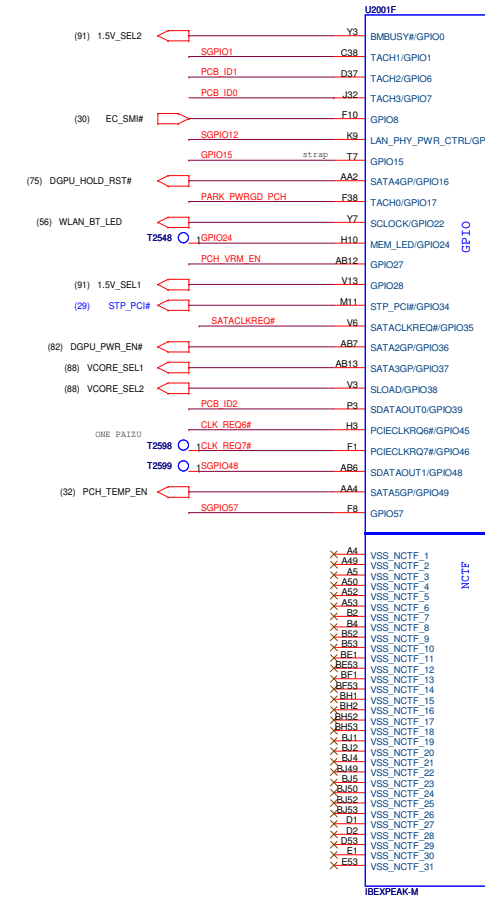 U2001F
(91) 1.5V_SEL2 Y3 BMBUSY#/GPIO0
SGPIO1 C38 TACH1/GPIO1
PCB_ID1 D37 TACH2/GPIO6
PCB_ID0 J32 TACH3/GPIO7
(30) EC_SMI# F10 GPIO8
SGPIO12 K9 LAN_PHY_PWR_CTRL/GP
GPIO15 strap T7 GPIO15
(75) DGPU_HOLD_RST# AA2 SATA4GP/GPIO16
PARK_PWRGD_PCH F38 TACH0/GPIO17
(56) WLAN_BT_LED Y7 SCLOCK/GPIO22
T2548 1 GPIO24 H10 MEM_LED/GPIO24
GPIO
PCH_VRM_EN AB12 GPIO27
(91) 1.5V_SEL1 V13 GPIO28
(29) STP_PCI# M11 STP_PCI#/GPIO34
SATACLKREQ# V6 SATACLKREQ#/GPIO35
(82) DGPU_PWR_EN# AB7 SATA2GP/GPIO36
(88) VCORE_SEL1 AB13 SATA3GP/GPIO37
(88) VCORE_SEL2 V3 SLOAD/GPIO38
PCB_ID2 P3 SDATAOUT0/GPIO39
CLK_REQ6# H3 PCIECLKRQ6#/GPIO45
ONE PAIZU
T2598 1 CLK_REQ7# F1 PCIECLKRQ7#/GPIO46
T2599 1 SGPIO48 AB6 SDATAOUT1/GPIO48
(32) PCH_TEMP_EN AA4 SATA5GP/GPIO49
SGPIO57 F8 GPIO57
A4 VSS_NCTF_1
A49 VSS_NCTF_2
A5 VSS_NCTF_3
NCTF
A50 VSS_NCTF_4
A52 VSS_NCTF_5
A53 VSS_NCTF_6
B2 VSS_NCTF_7
B4 VSS_NCTF_8
B52 VSS_NCTF_9
B53 VSS_NCTF_10
BE1 VSS_NCTF_11
BE53 VSS_NCTF_12
BF1 VSS_NCTF_13
BF53 VSS_NCTF_14
BH1 VSS_NCTF_15
BH2 VSS_NCTF_16
BH52 VSS_NCTF_17
BH53 VSS_NCTF_18
BJ1 VSS_NCTF_19
BJ2 VSS_NCTF_20
BJ4 VSS_NCTF_21
BJ49 VSS_NCTF_22
BJ5 VSS_NCTF_23
BJ50 VSS_NCTF_24
BJ52 VSS_NCTF_25
BJ53 VSS_NCTF_26
D1 VSS_NCTF_27
D2 VSS_NCTF_28
D53 VSS_NCTF_29
E1 VSS_NCTF_30
E53 VSS_NCTF_31
IBEXPEAK-M